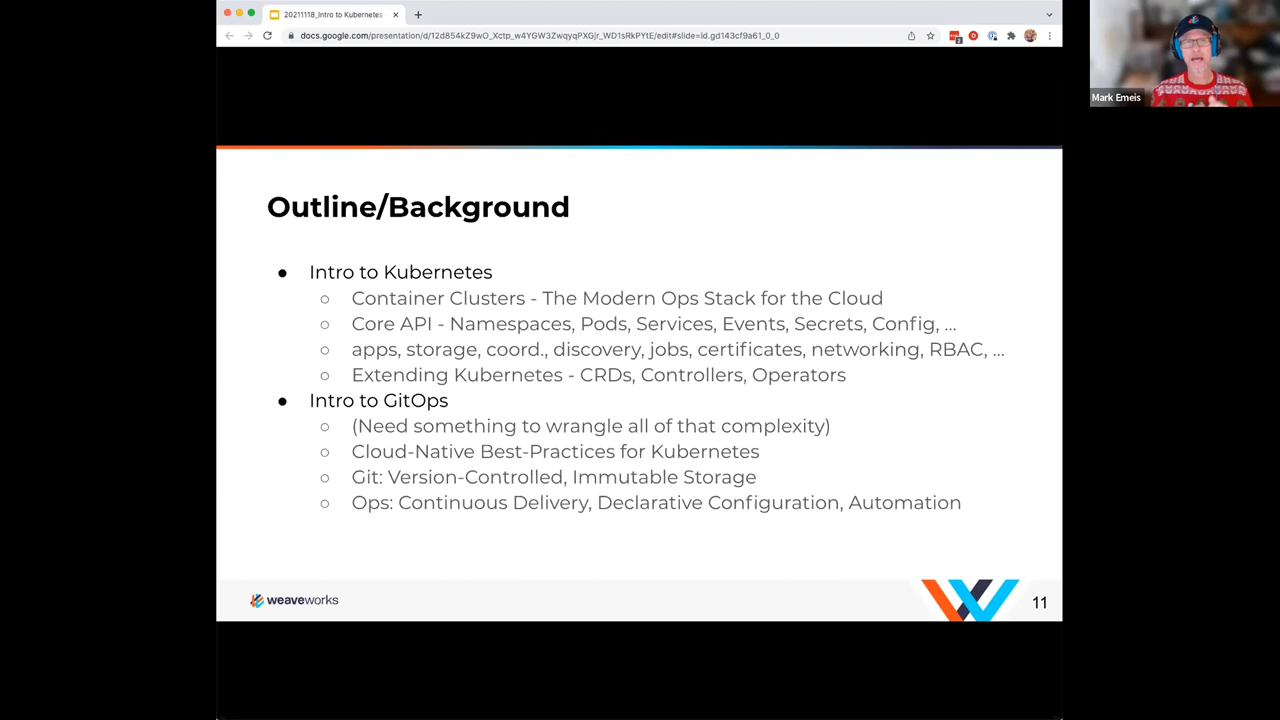 20211118_Intro to Kubernetes
docs.google.com/presentation/d/12d854kZ9wO_Xctp_w4YGW3ZwqyqPXGjr_WD1sRkPYtE/edit#slide=id.gd143cf9a61_0_0
Mark Emeis
Outline/Background
● Intro to Kubernetes
○ Container Clusters - The Modern Ops Stack for the Cloud
○ Core API - Namespaces, Pods, Services, Events, Secrets, Config, ...
○ apps, storage, coord., discovery, jobs, certificates, networking, RBAC, ...
○ Extending Kubernetes - CRDs, Controllers, Operators
● Intro to GitOps
○ (Need something to wrangle all of that complexity)
○ Cloud-Native Best-Practices for Kubernetes
○ Git: Version-Controlled, Immutable Storage
○ Ops: Continuous Delivery, Declarative Configuration, Automation
weaveworks
11